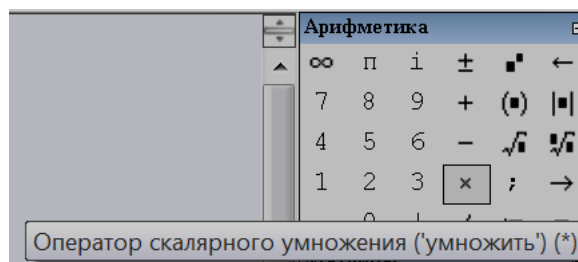 Арифметика
∞ π i ± ←
7 8 9 + (▪) |▪|
4 5 6 − √▪ ▪√▪
1 2 3 × ; →
Оператор скалярного умножения ('умножить') (*)